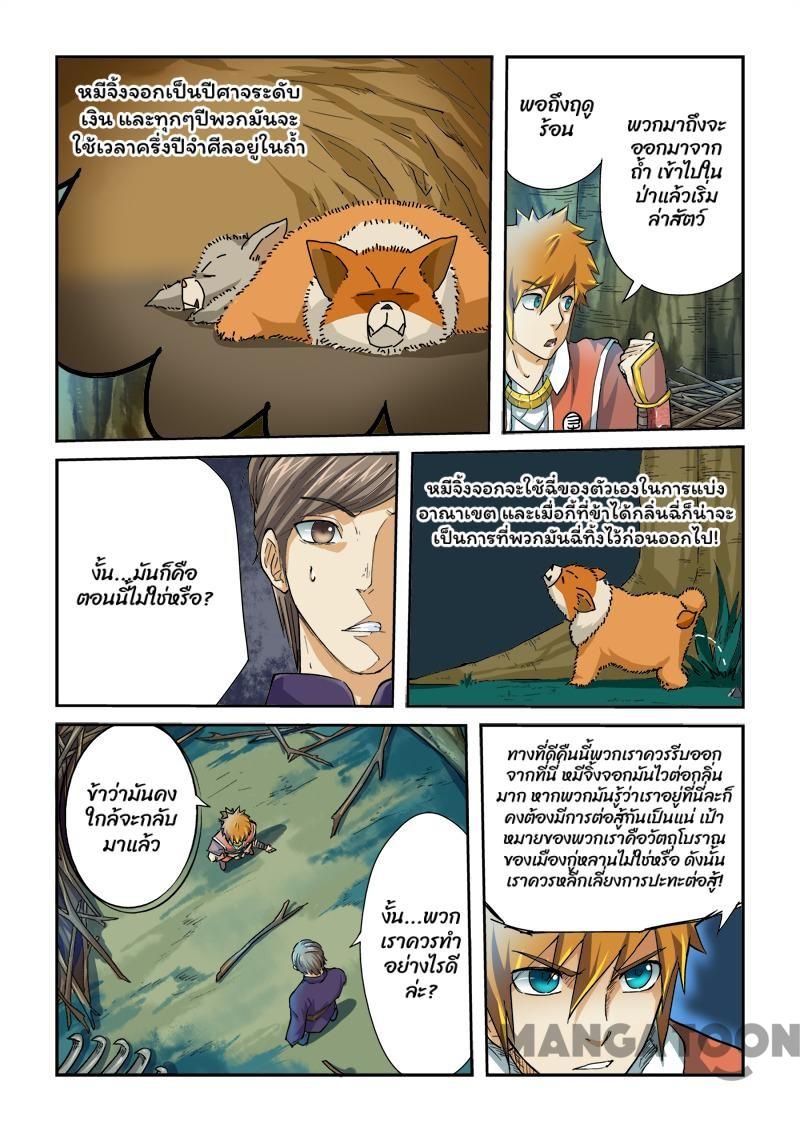 หมีจิ้งจอกเป็นปีศาจระดับ
เงิน และทุกๆปีพวกมันจะ
ใช้เวลาครึ่งปีจำศีลอยู่ในถ้ำ
พอถึงฤดู
ร้อน
พวกมาถึงจะ
ออกมาจาก
ถ้ำ เข้าไปใน
ป่าแล้วเริ่ม
ล่าสัตว์
งั้น...มันก็คือ
ตอนนี้ไม่ใช่หรือ?
หมีจิ้งจอกจะใช้ฉี่ของตัวเองในการแบ่ง
อาณาเขต และเมื่อกี้ที่ข้าได้กลิ่นฉี่ก็น่าจะ
เป็นการที่พวกมันฉี่ทิ้งไว้ก่อนออกไป!
ข้าว่ามันคง
ใกล้จะกลับ
มาแล้ว
งั้น...พวก
เราควรทำ
อย่างไรดี
ล่ะ?
ทางที่ดีคืนนี้พวกเราควรรีบออก
จากที่นี่ หมีจิ้งจอกมันไวต่อกลิ่น
มาก หากพวกมันรู้ว่าเราอยู่ที่นี่ละก็
คงต้องมีการต่อสู้กันเป็นแน่ เป้า
หมายของพวกเราคือวัตถุโบราณ
ของเมืองกู่หลานไม่ใช่หรือ ดังนั้น
เราควรหลีกเลี่ยงการปะทะต่อสู้!
MANGATOON